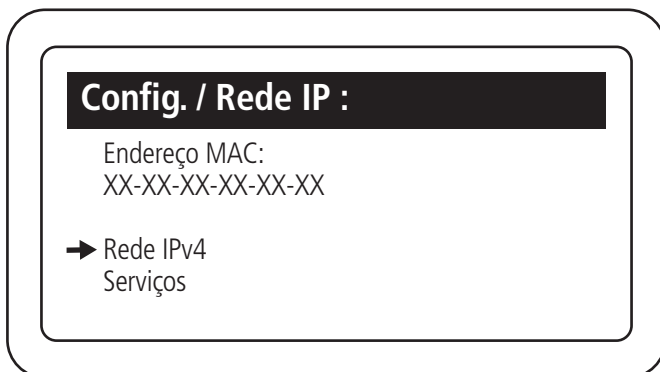 Config. / Rede IP :
Endereço MAC:
XX-XX-XX-XX-XX-XX
Rede IPv4
Serviços